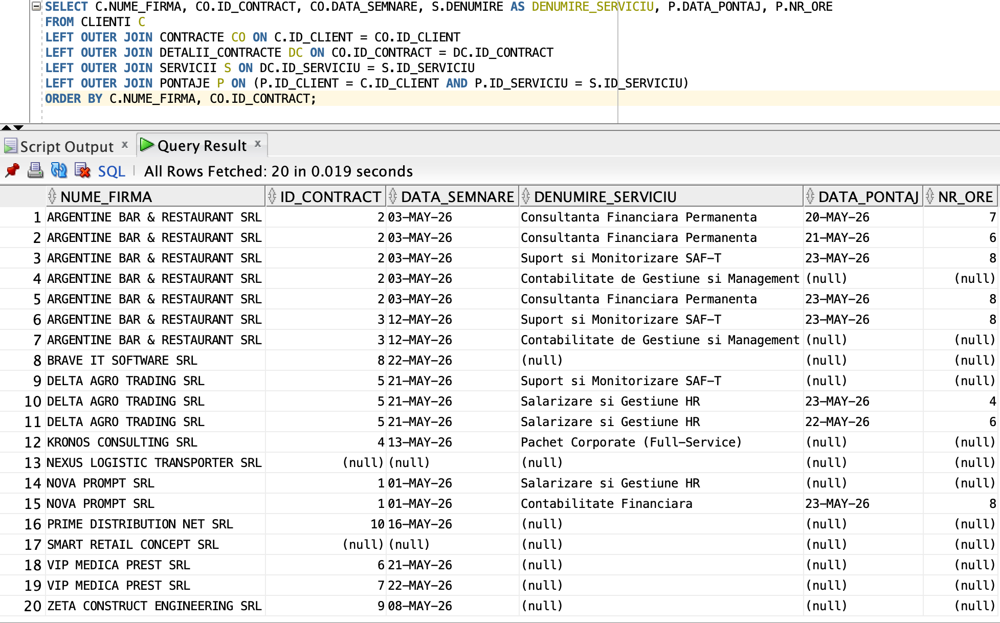 SELECT C.NUME_FIRMA, CO.ID_CONTRACT, CO.DATA_SEMNARE, S.DENUMIRE AS DENUMIRE_SERVICIU, P.DATA_PONTAJ, P.NR_ORE
FROM CLIENTI C
LEFT OUTER JOIN CONTRACTE CO ON C.ID_CLIENT = CO.ID_CLIENT
LEFT OUTER JOIN DETALII_CONTRACTE DC ON CO.ID_CONTRACT = DC.ID_CONTRACT
LEFT OUTER JOIN SERVICII S ON DC.ID_SERVICIU = S.ID_SERVICIU
LEFT OUTER JOIN PONTAJE P ON (P.ID_CLIENT = C.ID_CLIENT AND P.ID_SERVICIU = S.ID_SERVICIU)
ORDER BY C.NUME_FIRMA, CO.ID_CONTRACT;
Script Output x Query Result x
SQL | All Rows Fetched: 20 in 0.019 seconds
NUME_FIRMA ID_CONTRACT DATA_SEMNARE DENUMIRE_SERVICIU DATA_PONTAJ NR_ORE
1 ARGENTINE BAR & RESTAURANT SRL 2 03-MAY-26 Consultanta Financiara Permanenta 20-MAY-26 7
2 ARGENTINE BAR & RESTAURANT SRL 2 03-MAY-26 Consultanta Financiara Permanenta 21-MAY-26 6
3 ARGENTINE BAR & RESTAURANT SRL 2 03-MAY-26 Suport si Monitorizare SAF-T 23-MAY-26 8
4 ARGENTINE BAR & RESTAURANT SRL 2 03-MAY-26 Contabilitate de Gestiune si Management (null) (null)
5 ARGENTINE BAR & RESTAURANT SRL 2 03-MAY-26 Consultanta Financiara Permanenta 23-MAY-26 8
6 ARGENTINE BAR & RESTAURANT SRL 3 12-MAY-26 Suport si Monitorizare SAF-T 23-MAY-26 8
7 ARGENTINE BAR & RESTAURANT SRL 3 12-MAY-26 Contabilitate de Gestiune si Management (null) (null)
8 BRAVE IT SOFTWARE SRL 8 22-MAY-26 (null) (null) (null)
9 DELTA AGRO TRADING SRL 5 21-MAY-26 Suport si Monitorizare SAF-T (null) (null)
10 DELTA AGRO TRADING SRL 5 21-MAY-26 Salarizare si Gestiune HR 23-MAY-26 4
11 DELTA AGRO TRADING SRL 5 21-MAY-26 Salarizare si Gestiune HR 22-MAY-26 6
12 KRONOS CONSULTING SRL 4 13-MAY-26 Pachet Corporate (Full-Service) (null) (null)
13 NEXUS LOGISTIC TRANSPORTER SRL (null) (null) (null) (null) (null)
14 NOVA PROMPT SRL 1 01-MAY-26 Salarizare si Gestiune HR (null) (null)
15 NOVA PROMPT SRL 1 01-MAY-26 Contabilitate Financiara 23-MAY-26 8
16 PRIME DISTRIBUTION NET SRL 10 16-MAY-26 (null) (null) (null)
17 SMART RETAIL CONCEPT SRL (null) (null) (null) (null) (null)
18 VIP MEDICA PREST SRL 6 21-MAY-26 (null) (null) (null)
19 VIP MEDICA PREST SRL 7 22-MAY-26 (null) (null) (null)
20 ZETA CONSTRUCT ENGINEERING SRL 9 08-MAY-26 (null) (null) (null)